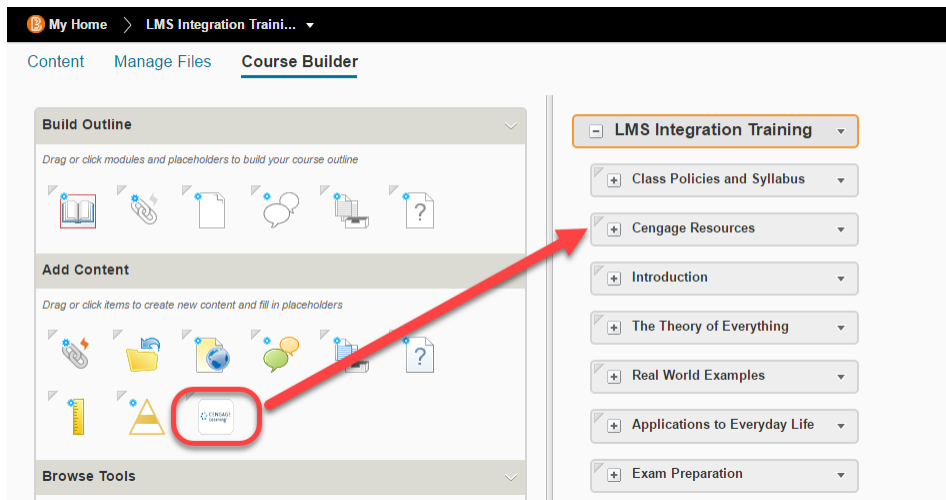 My Home
LMS Integration Traini...
Content Manage Files Course Builder
Build Outline
Drag or click modules and placeholders to build your course outline
?
Add Content
Drag or click items to create new content and fill in placeholders
?
CENGAGE
Learning
Browse Tools
LMS Integration Training
Class Policies and Syllabus
Cengage Resources
Introduction
The Theory of Everything
Real World Examples
Applications to Everyday Life
Exam Preparation